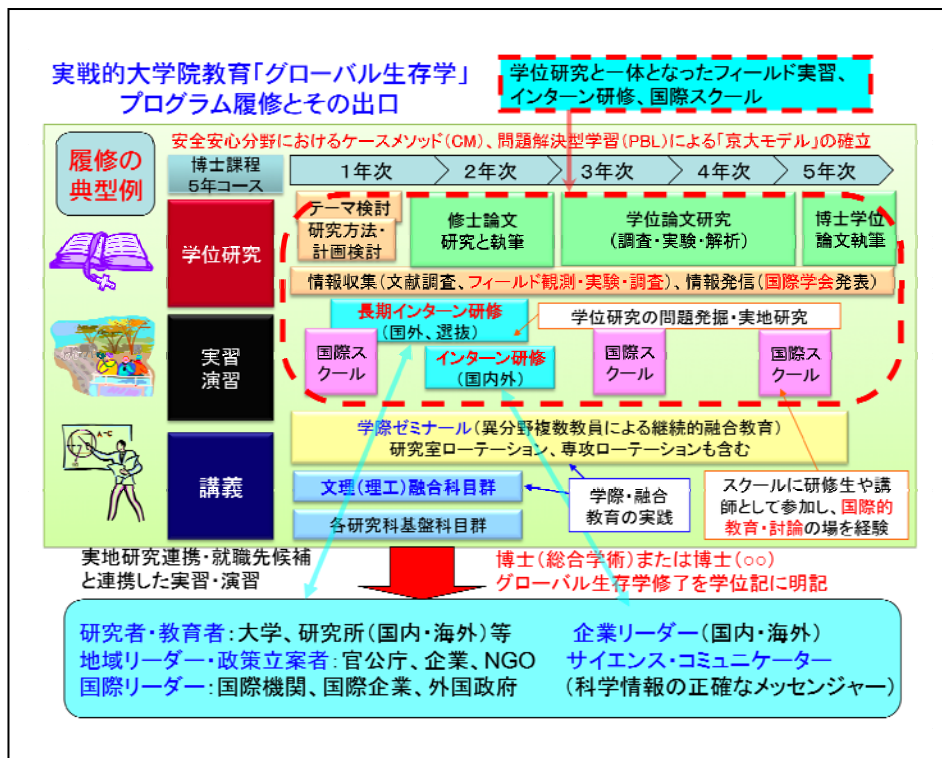 実戦的大学院教育「グローバル生存学」
プログラム履修とその出口
学位研究と一体となったフィールド実習、
インターン研修、国際スクール
安全安心分野におけるケースメソッド(CM)、問題解決型学習(PBL)による「京大モデル」の確立
履修の
典型例
博士課程
5年コース
1年次
2年次
3年次
4年次
5年次
学位研究
テーマ検討
研究方法・
計画検討
修士論文
研究と執筆
学位論文研究
(調査・実験・解析)
博士学位
論文執筆
情報収集(文献調査、フィールド観測・実験・調査)、情報発信(国際学会発表)
実習
演習
長期インターン研修
(国外、選抜)
学位研究の問題発掘・実地研究
国際ス
クール
インターン研修
(国内外)
国際ス
クール
国際ス
クール
講義
学際ゼミナール(異分野複数教員による継続的融合教育)
研究室ローテーション、専攻ローテーションも含む
文理(理工)融合科目群
各研究科基盤科目群
学際・融合
教育の実践
スクールに研修生や講
師として参加し、国際的
教育・討論の場を経験
実地研究連携・就職先候補
と連携した実習・演習
博士(総合学術)または博士(○○)
グローバル生存学修了を学位記に明記
研究者・教育者:大学、研究所(国内・海外)等
地域リーダー・政策立案者:官公庁、企業、NGO
国際リーダー:国際機関、国際企業、外国政府
企業リーダー(国内・海外)
サイエンス・コミュニケーター
(科学情報の正確なメッセンジャー)